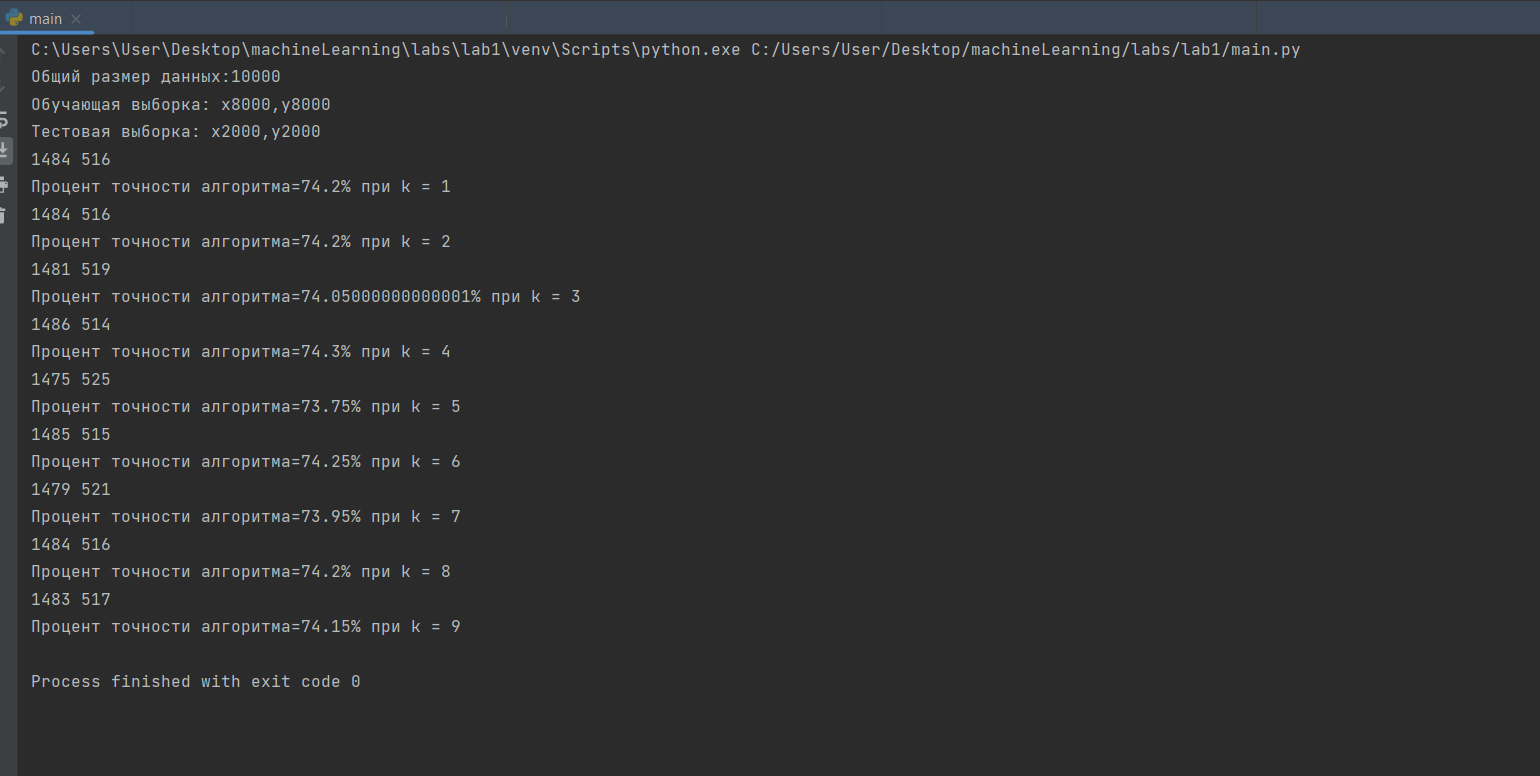 main
C:\Users\User\Desktop\machineLearning\labs\lab1\venv\Scripts\python.exe C:/Users/User/Desktop/machineLearning/labs/lab1/main.py
Общий размер данных:10000
Обучающая выборка: x8000,y8000
Тестовая выборка: x2000,y2000
1484 516
Процент точности алгоритма=74.2% при k = 1
1484 516
Процент точности алгоритма=74.2% при k = 2
1481 519
Процент точности алгоритма=74.05000000000001% при k = 3
1486 514
Процент точности алгоритма=74.3% при k = 4
1475 525
Процент точности алгоритма=73.75% при k = 5
1485 515
Процент точности алгоритма=74.25% при k = 6
1479 521
Процент точности алгоритма=73.95% при k = 7
1484 516
Процент точности алгоритма=74.2% при k = 8
1483 517
Процент точности алгоритма=74.15% при k = 9
Process finished with exit code 0